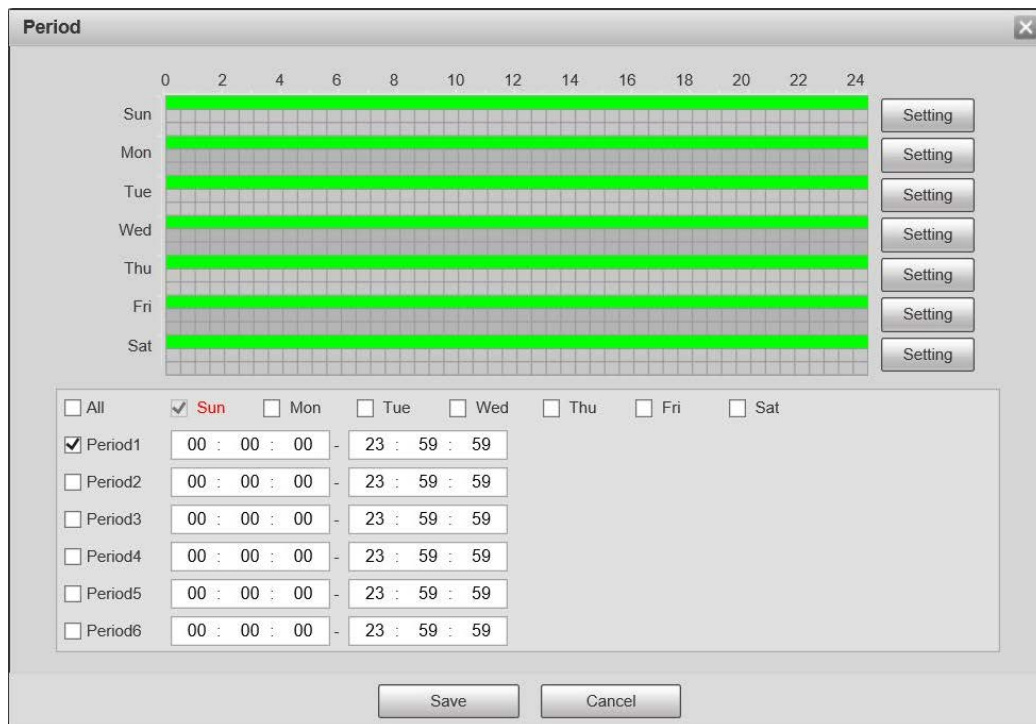 Period
0 2 4 6 8 10 12 14 16 18 20 22 24
Sun Setting
Mon Setting
Tue Setting
Wed Setting
Thu Setting
Fri Setting
Sat Setting
All Sun Mon Tue Wed Thu Fri Sat
Period1 00 : 00 : 00 - 23 : 59 : 59
Period2 00 : 00 : 00 - 23 : 59 : 59
Period3 00 : 00 : 00 - 23 : 59 : 59
Period4 00 : 00 : 00 - 23 : 59 : 59
Period5 00 : 00 : 00 - 23 : 59 : 59
Period6 00 : 00 : 00 - 23 : 59 : 59
Save Cancel